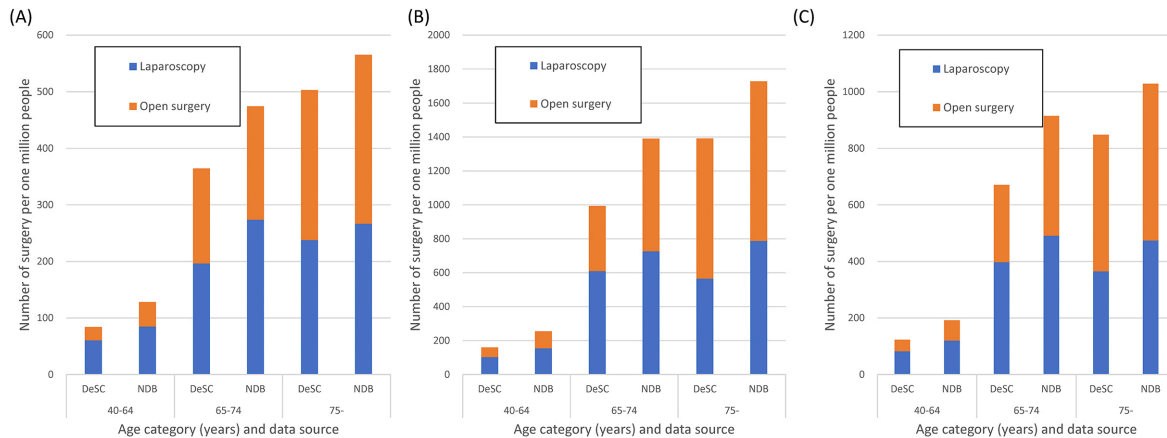 (A)
Number of surgery per one million people
600
500
400
300
200
100
0
Laparoscopy
Open surgery
DeSC NDB DeSC NDB DeSC NDB
40-64 65-74 75-
Age category (years) and data source
(B)
Number of surgery per one million people
2000
1800
1600
1400
1200
1000
800
600
400
200
0
Laparoscopy
Open surgery
DeSC NDB DeSC NDB DeSC NDB
40-64 65-74 75-
Age category (years) and data source
(C)
Number of surgery per one million people
1200
1000
800
600
400
200
0
Laparoscopy
Open surgery
DeSC NDB DeSC NDB DeSC NDB
40-64 65-74 75-
Age category (years) and data source